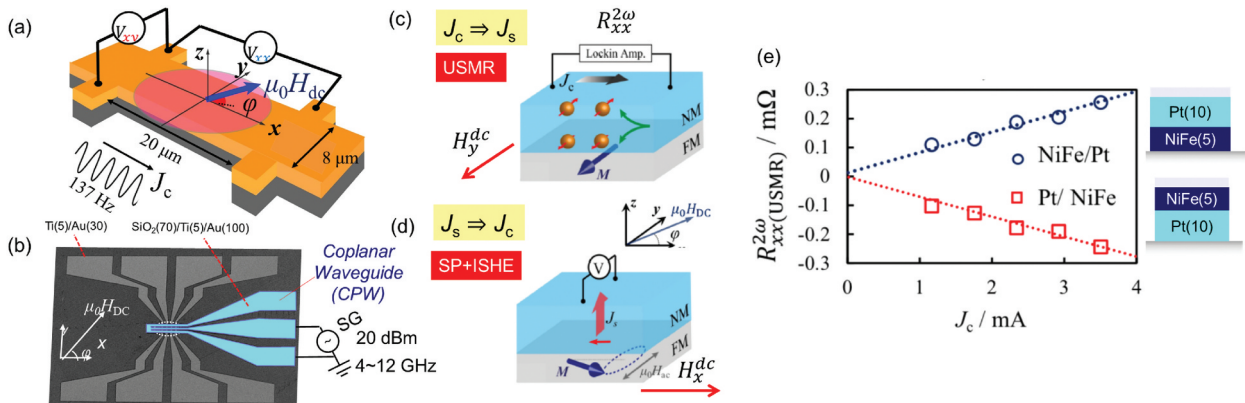 (a)
V_xy
V_xx
z
y
μ₀H_dc
φ
x
20 μm
8 μm
137 Hz
J_c
(b)
Ti(5)/Au(30)
SiO₂(70)/Ti(5)/Au(100)
Coplanar
Waveguide
(CPW)
μ₀H_DC
y
x
φ
SG
20 dBm
4~12 GHz
(c)
J_c ⇒ J_s
USMR
R_xx^2ω
Lockin Amp.
J_c
NM
FM
H_y^dc
M
(d)
J_s ⇒ J_c
SP+ISHE
z
y
μ₀H_DC
φ
V
J_s
NM
FM
M
μ₀H_ac
H_x^dc
(e)
R_xx(USMR)^2ω / mΩ
0.3
0.2
0.1
0
-0.1
-0.2
-0.3
NiFe/Pt
Pt/ NiFe
0 1 2 3 4
J_c / mA
Pt(10)
NiFe(5)
NiFe(5)
Pt(10)